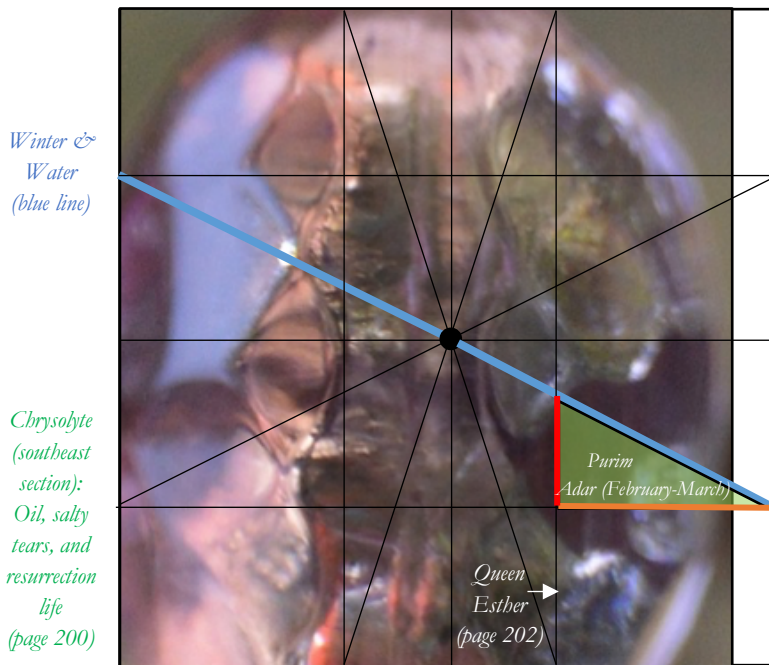 Winter &
Water
(blue line)
Chrysolyte
(southeast
section):
Oil, salty
tears, and
resurrection
life
(page 200)
Purim
Adar (February-March)
Queen
Esther
(page 202)